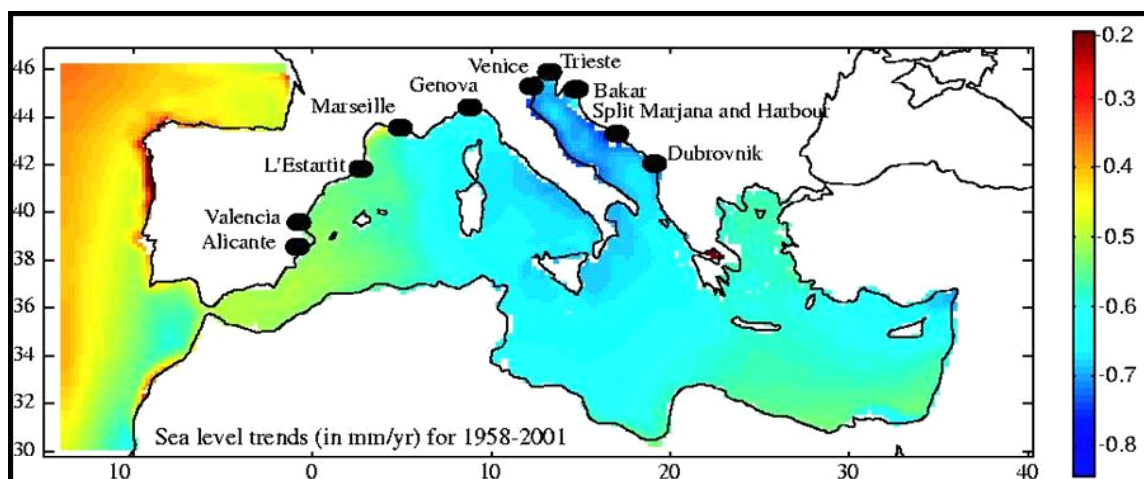 46
44
42
40
38
36
34
32
30
Venice
Trieste
Genova
Bakar
Marseille
Split Marjana and Harbour
L'Estartit
Dubrovnik
Valencia
Alicante
Sea level trends (in mm/yr) for 1958-2001
10
0
10
20
30
40
-0.2
-0.3
-0.4
-0.5
-0.6
-0.7
-0.8